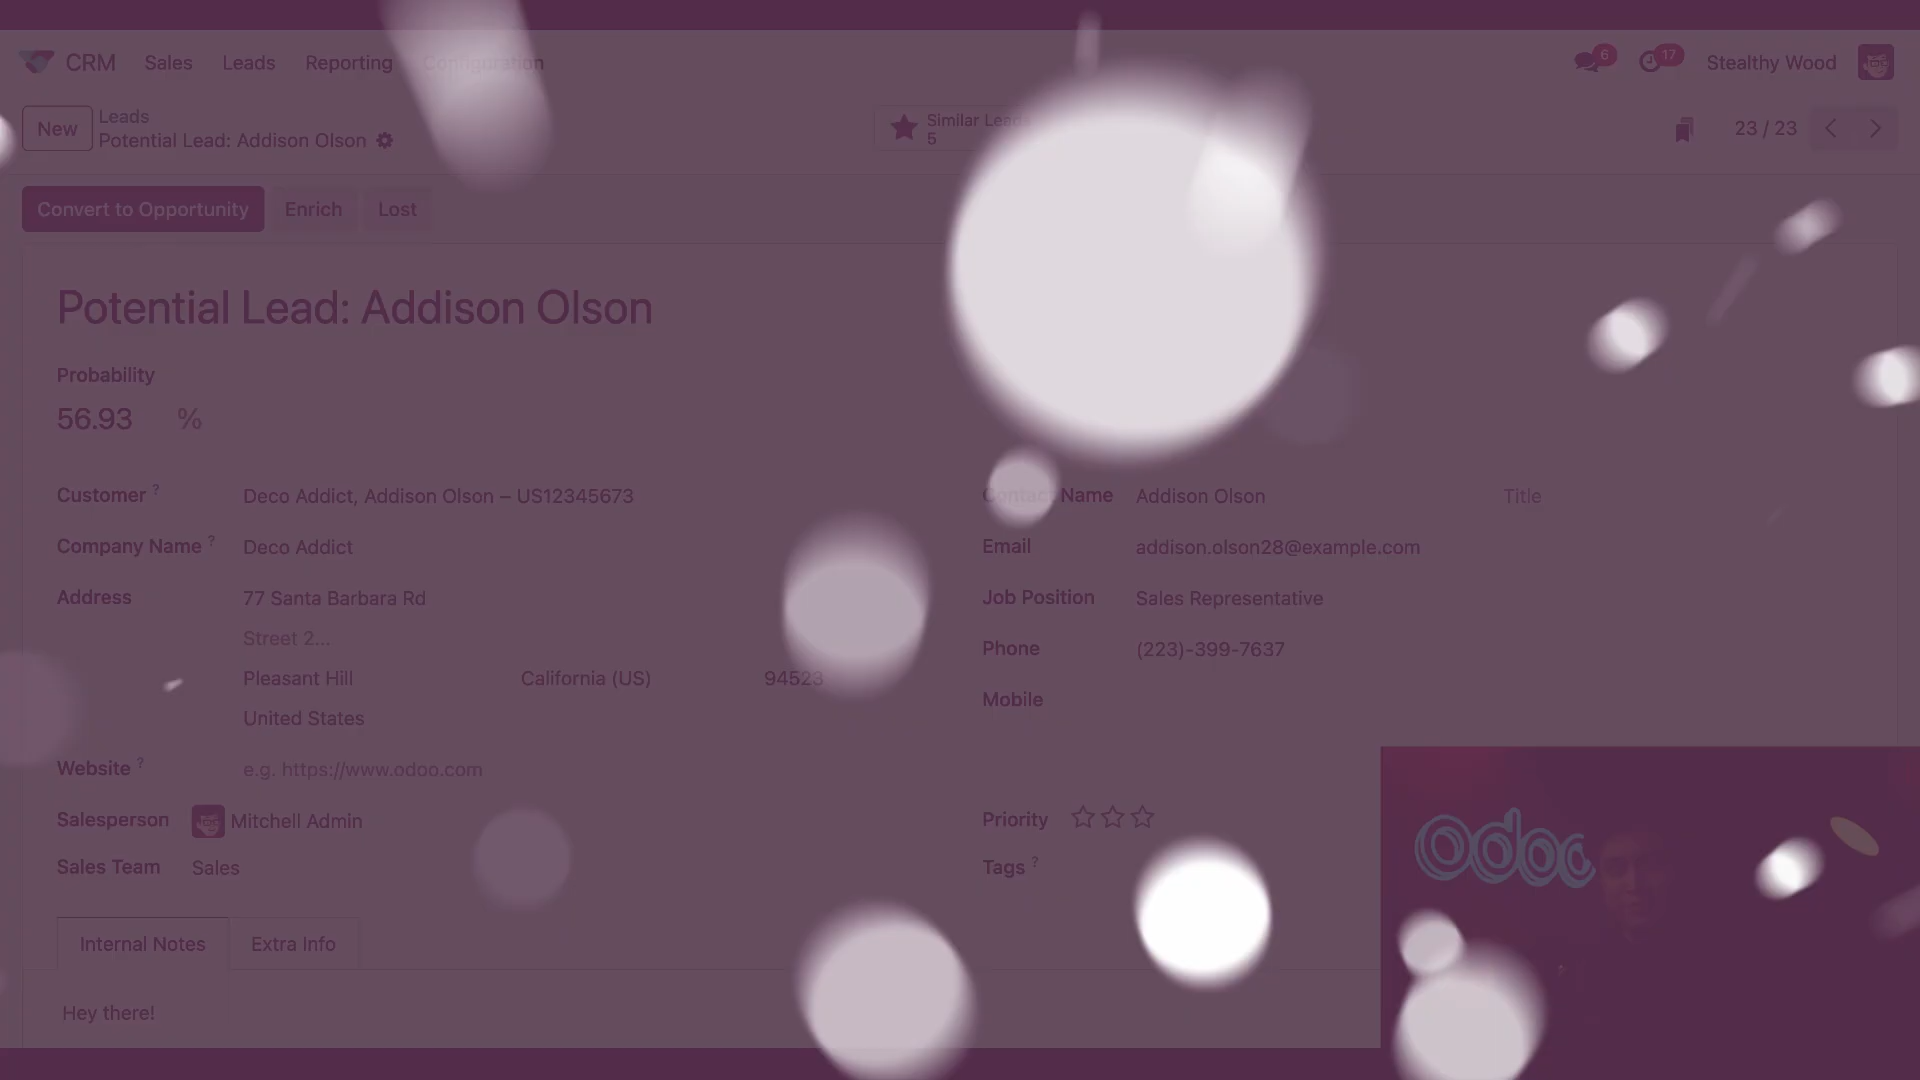 CRM Sales Leads Reporting Configuration
6 17 Stealthy Wood
New Leads
Potential Lead: Addison Olson
Similar Leads
5
23 / 23
Convert to Opportunity Enrich Lost
Potential Lead: Addison Olson
Probability
56.93 %
Customer ? Deco Addict, Addison Olson – US12345673
Company Name ? Deco Addict
Address 77 Santa Barbara Rd
Street 2...
Pleasant Hill California (US) 94523
United States
Website ? e.g. https://www.odoo.com
Salesperson Mitchell Admin
Sales Team Sales
Contact Name Addison Olson Title
Email addison.olson28@example.com
Job Position Sales Representative
Phone (223)-399-7637
Mobile
Priority
Tags ?
Internal Notes Extra Info
Hey there!
odoo